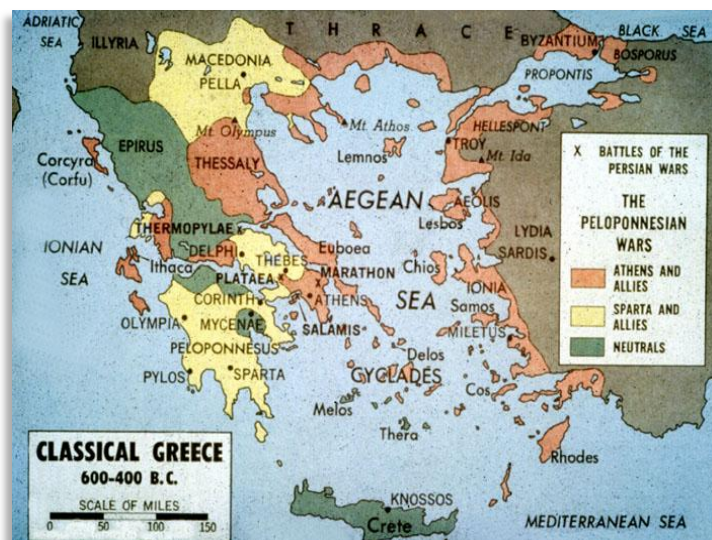 ADRIATIC
SEA
ILLYRIA
THRACE
BYZANTIUM
BLACK SEA
BOSPORUS
MACEDONIA
PELLA
PROPONTIS
Mt. Olympus
Mt. Athos
HELLESPONT
EPIRUS
Corcyra
(Corfu)
THESSALY
Lemnos
TROY
Mt. Ida
AEGEAN
SEA
AEOLIS
Lesbos
LYDIA
SARDIS
THERMOPYLAE x
IONIAN
SEA
Ithaca
DELPHI
THEBES
Euboea
PLATAEA x
MARATHON
x
Chios
IONIA
CORINTH
ATHENS
Samos
OLYMPIA
MYCENAE
SALAMIS
MILETUS
PELOPONNESUS
Delos
CYCLADES
PYLOS
SPARTA
Melos
Cos
Thera
Rhodes
KNOSSOS
Crete
MEDITERRANEAN SEA
X BATTLES OF THE
PERSIAN WARS
THE
PELOPONNESIAN
WARS
ATHENS AND
ALLIES
SPARTA AND
ALLIES
NEUTRALS
CLASSICAL GREECE
600-400 B.C.
SCALE OF MILES
0 50 100 150